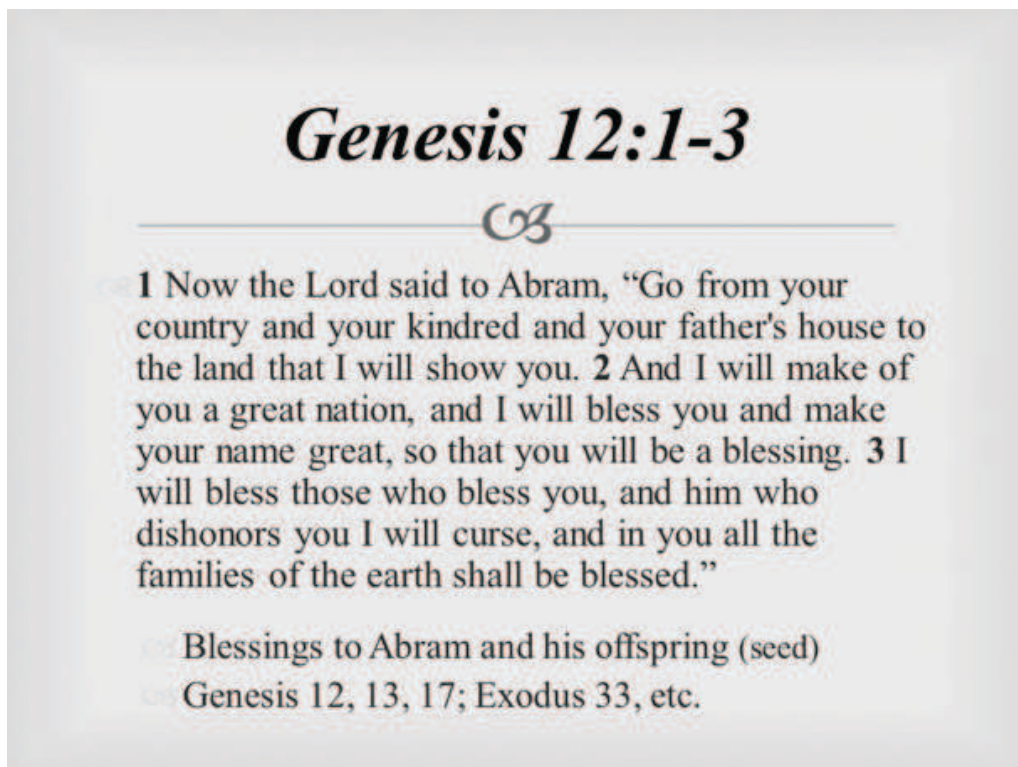 Genesis 12:1-3
1 Now the Lord said to Abram, “Go from your
country and your kindred and your father's house to
the land that I will show you. 2 And I will make of
you a great nation, and I will bless you and make
your name great, so that you will be a blessing. 3 I
will bless those who bless you, and him who
dishonors you I will curse, and in you all the
families of the earth shall be blessed.”
Blessings to Abram and his offspring (seed)
Genesis 12, 13, 17; Exodus 33, etc.